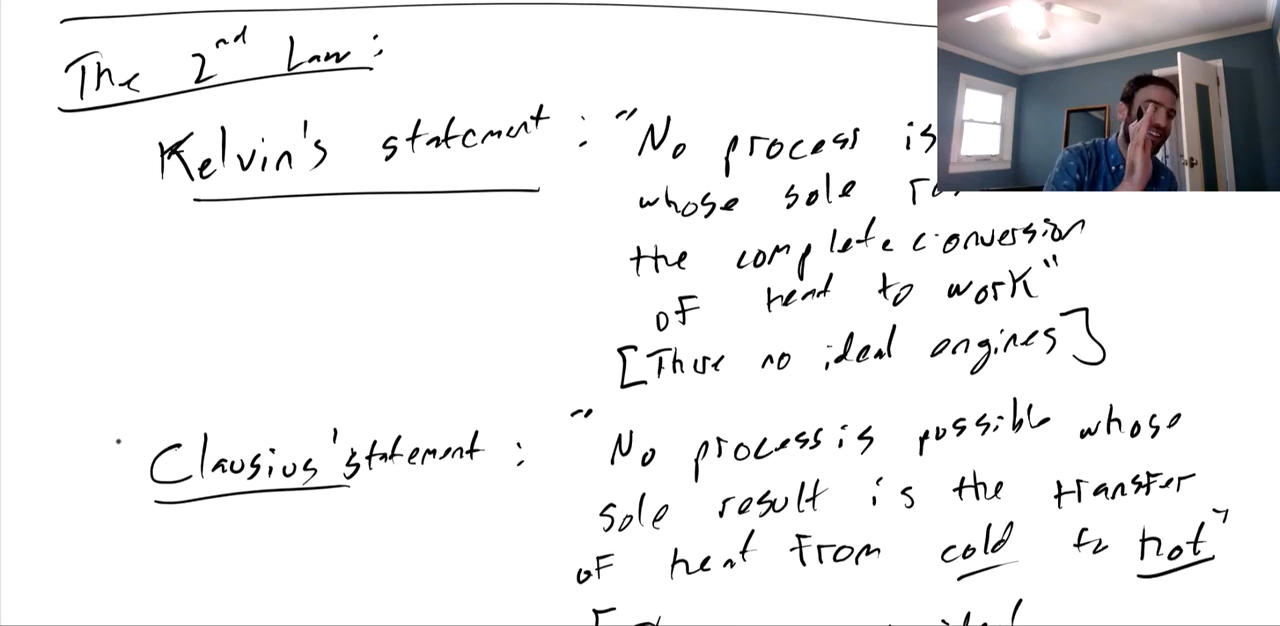 The 2nd Law:
Kelvin's statement : "No process is
whose sole
the complete conversion
of heat to work"
[There no ideal engines]
Clausius' statement : "No process is possible whose
sole result is the transfer
of heat from cold to hot"